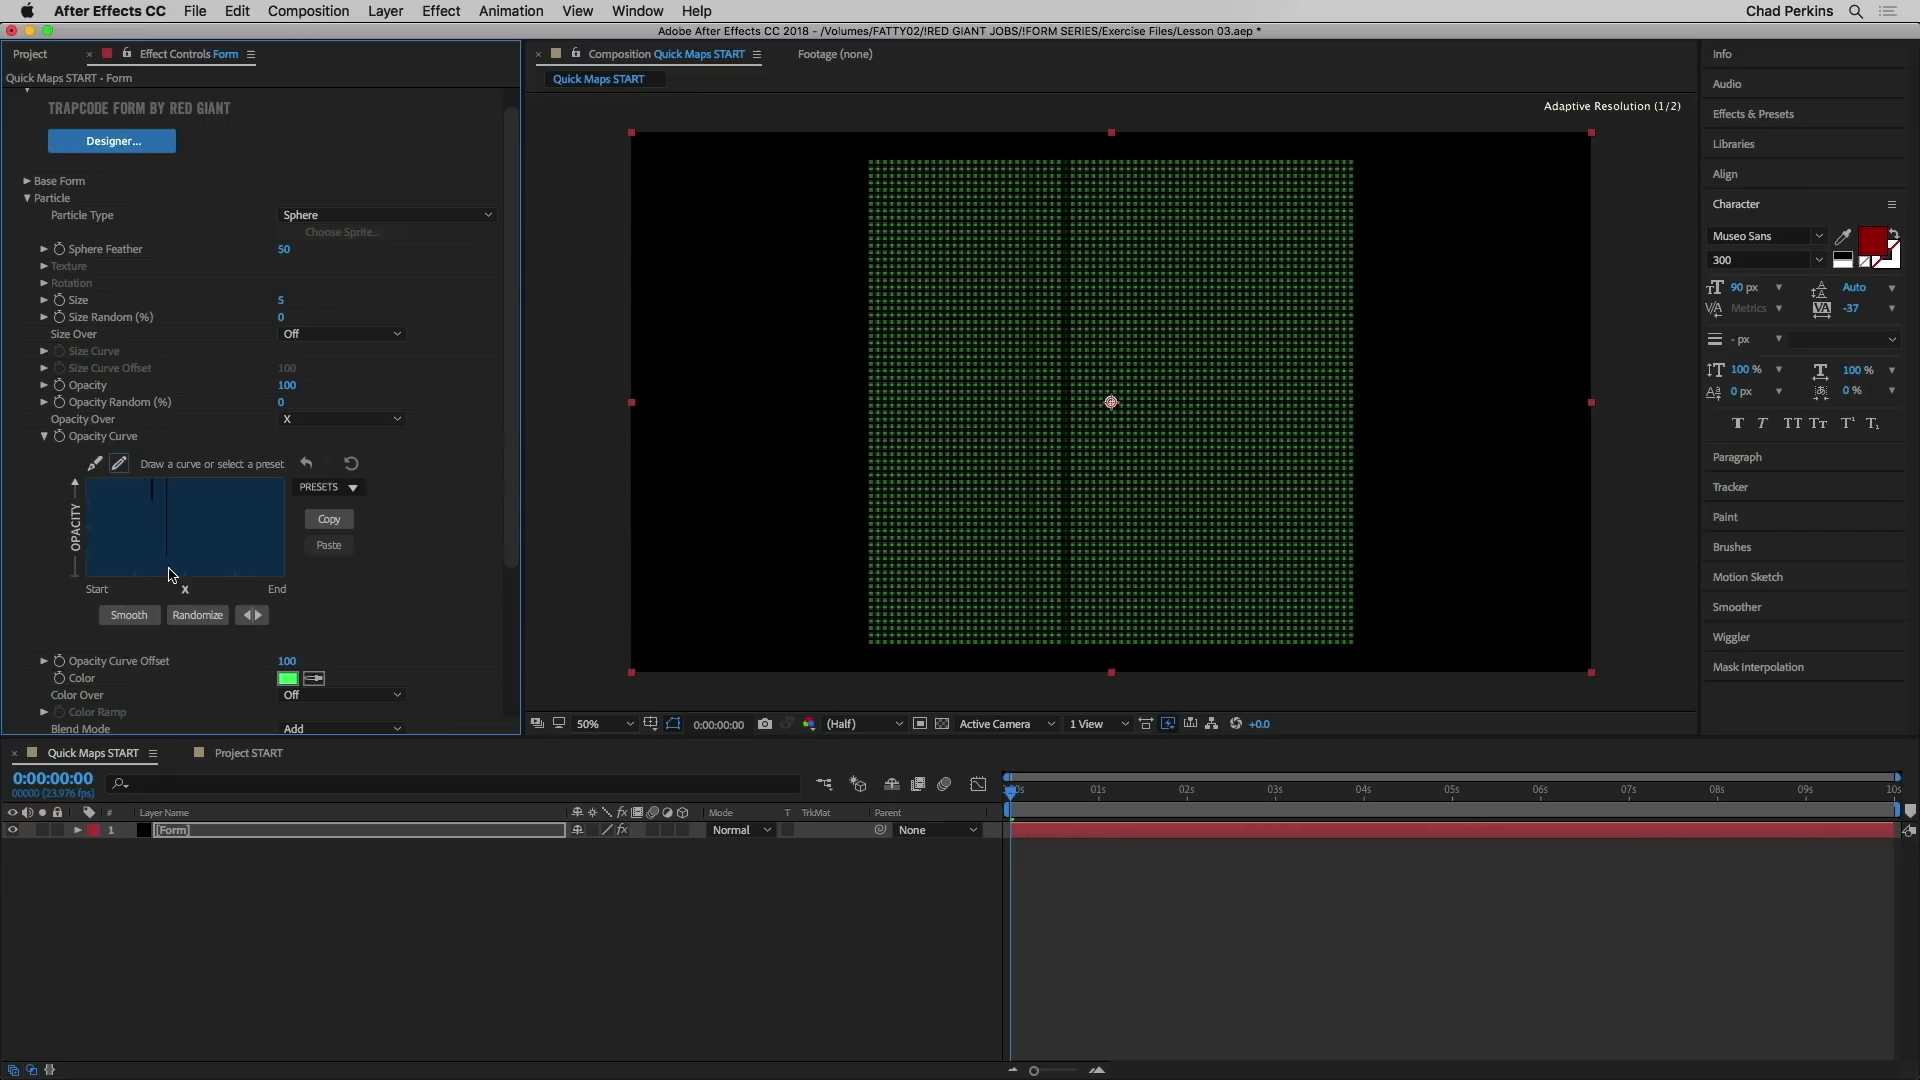 After Effects CC File Edit Composition Layer Effect Animation View Window Help Chad Perkins
Adobe After Effects CC 2018 - /Volumes/FATTY02/!RED GIANT JOBS/!FORM SERIES/Exercise Files/Lesson 03.aep *
Project × Effect Controls Form
Quick Maps START - Form
TRAPCODE FORM BY RED GIANT
Designer...
Base Form
Particle
Particle Type Sphere
Choose Sprite...
Sphere Feather 50
Texture
Rotation
Size 5
Size Random (%) 0
Size Over Off
Size Curve
Size Curve Offset 100
Opacity 100
Opacity Random (%) 0
Opacity Over X
Opacity Curve
Draw a curve or select a preset
PRESETS
OPACITY
Copy
Paste
Start X End
Smooth Randomize
Opacity Curve Offset 100
Color
Color Over Off
Color Ramp
Blend Mode Add
× Composition Quick Maps START Footage (none)
Quick Maps START
Adaptive Resolution (1/2)
50% 0:00:00:00 (Half) Active Camera 1 View +0.0
Info
Audio
Effects & Presets
Libraries
Align
Character
Museo Sans
300
90 px Auto
Metrics -37
- px
100 % 100 %
0 px 0 %
T T TT Tt T¹ T₁
Paragraph
Tracker
Paint
Brushes
Motion Sketch
Smoother
Wiggler
Mask Interpolation
× Quick Maps START Project START
0:00:00:00
00000 (23.976 fps)
01s 02s 03s 04s 05s 06s 07s 08s 09s 10s
# Layer Name Mode T TrkMat Parent
1 [Form] Normal None